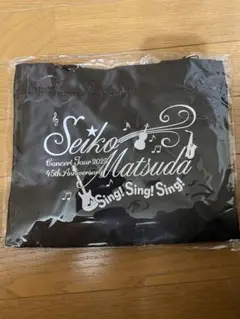 Seiko
Concert Tour 2025
Matsuda
45th Anniversary
Sing! Sing! Sing!